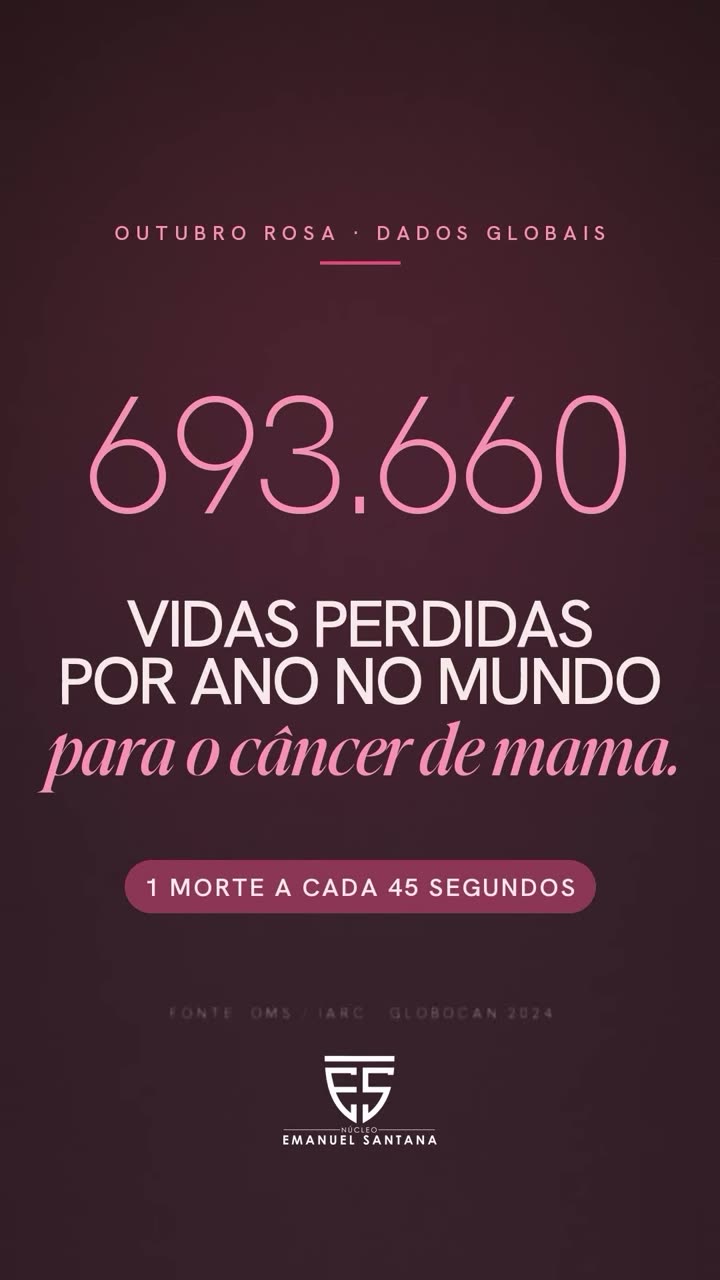 OUTUBRO ROSA · DADOS GLOBAIS
693.660
VIDAS PERDIDAS
POR ANO NO MUNDO
para o câncer de mama.
1 MORTE A CADA 45 SEGUNDOS
FONTE OMS / IARC GLOBOCAN 2024
ES
NÚCLEO
EMANUEL SANTANA